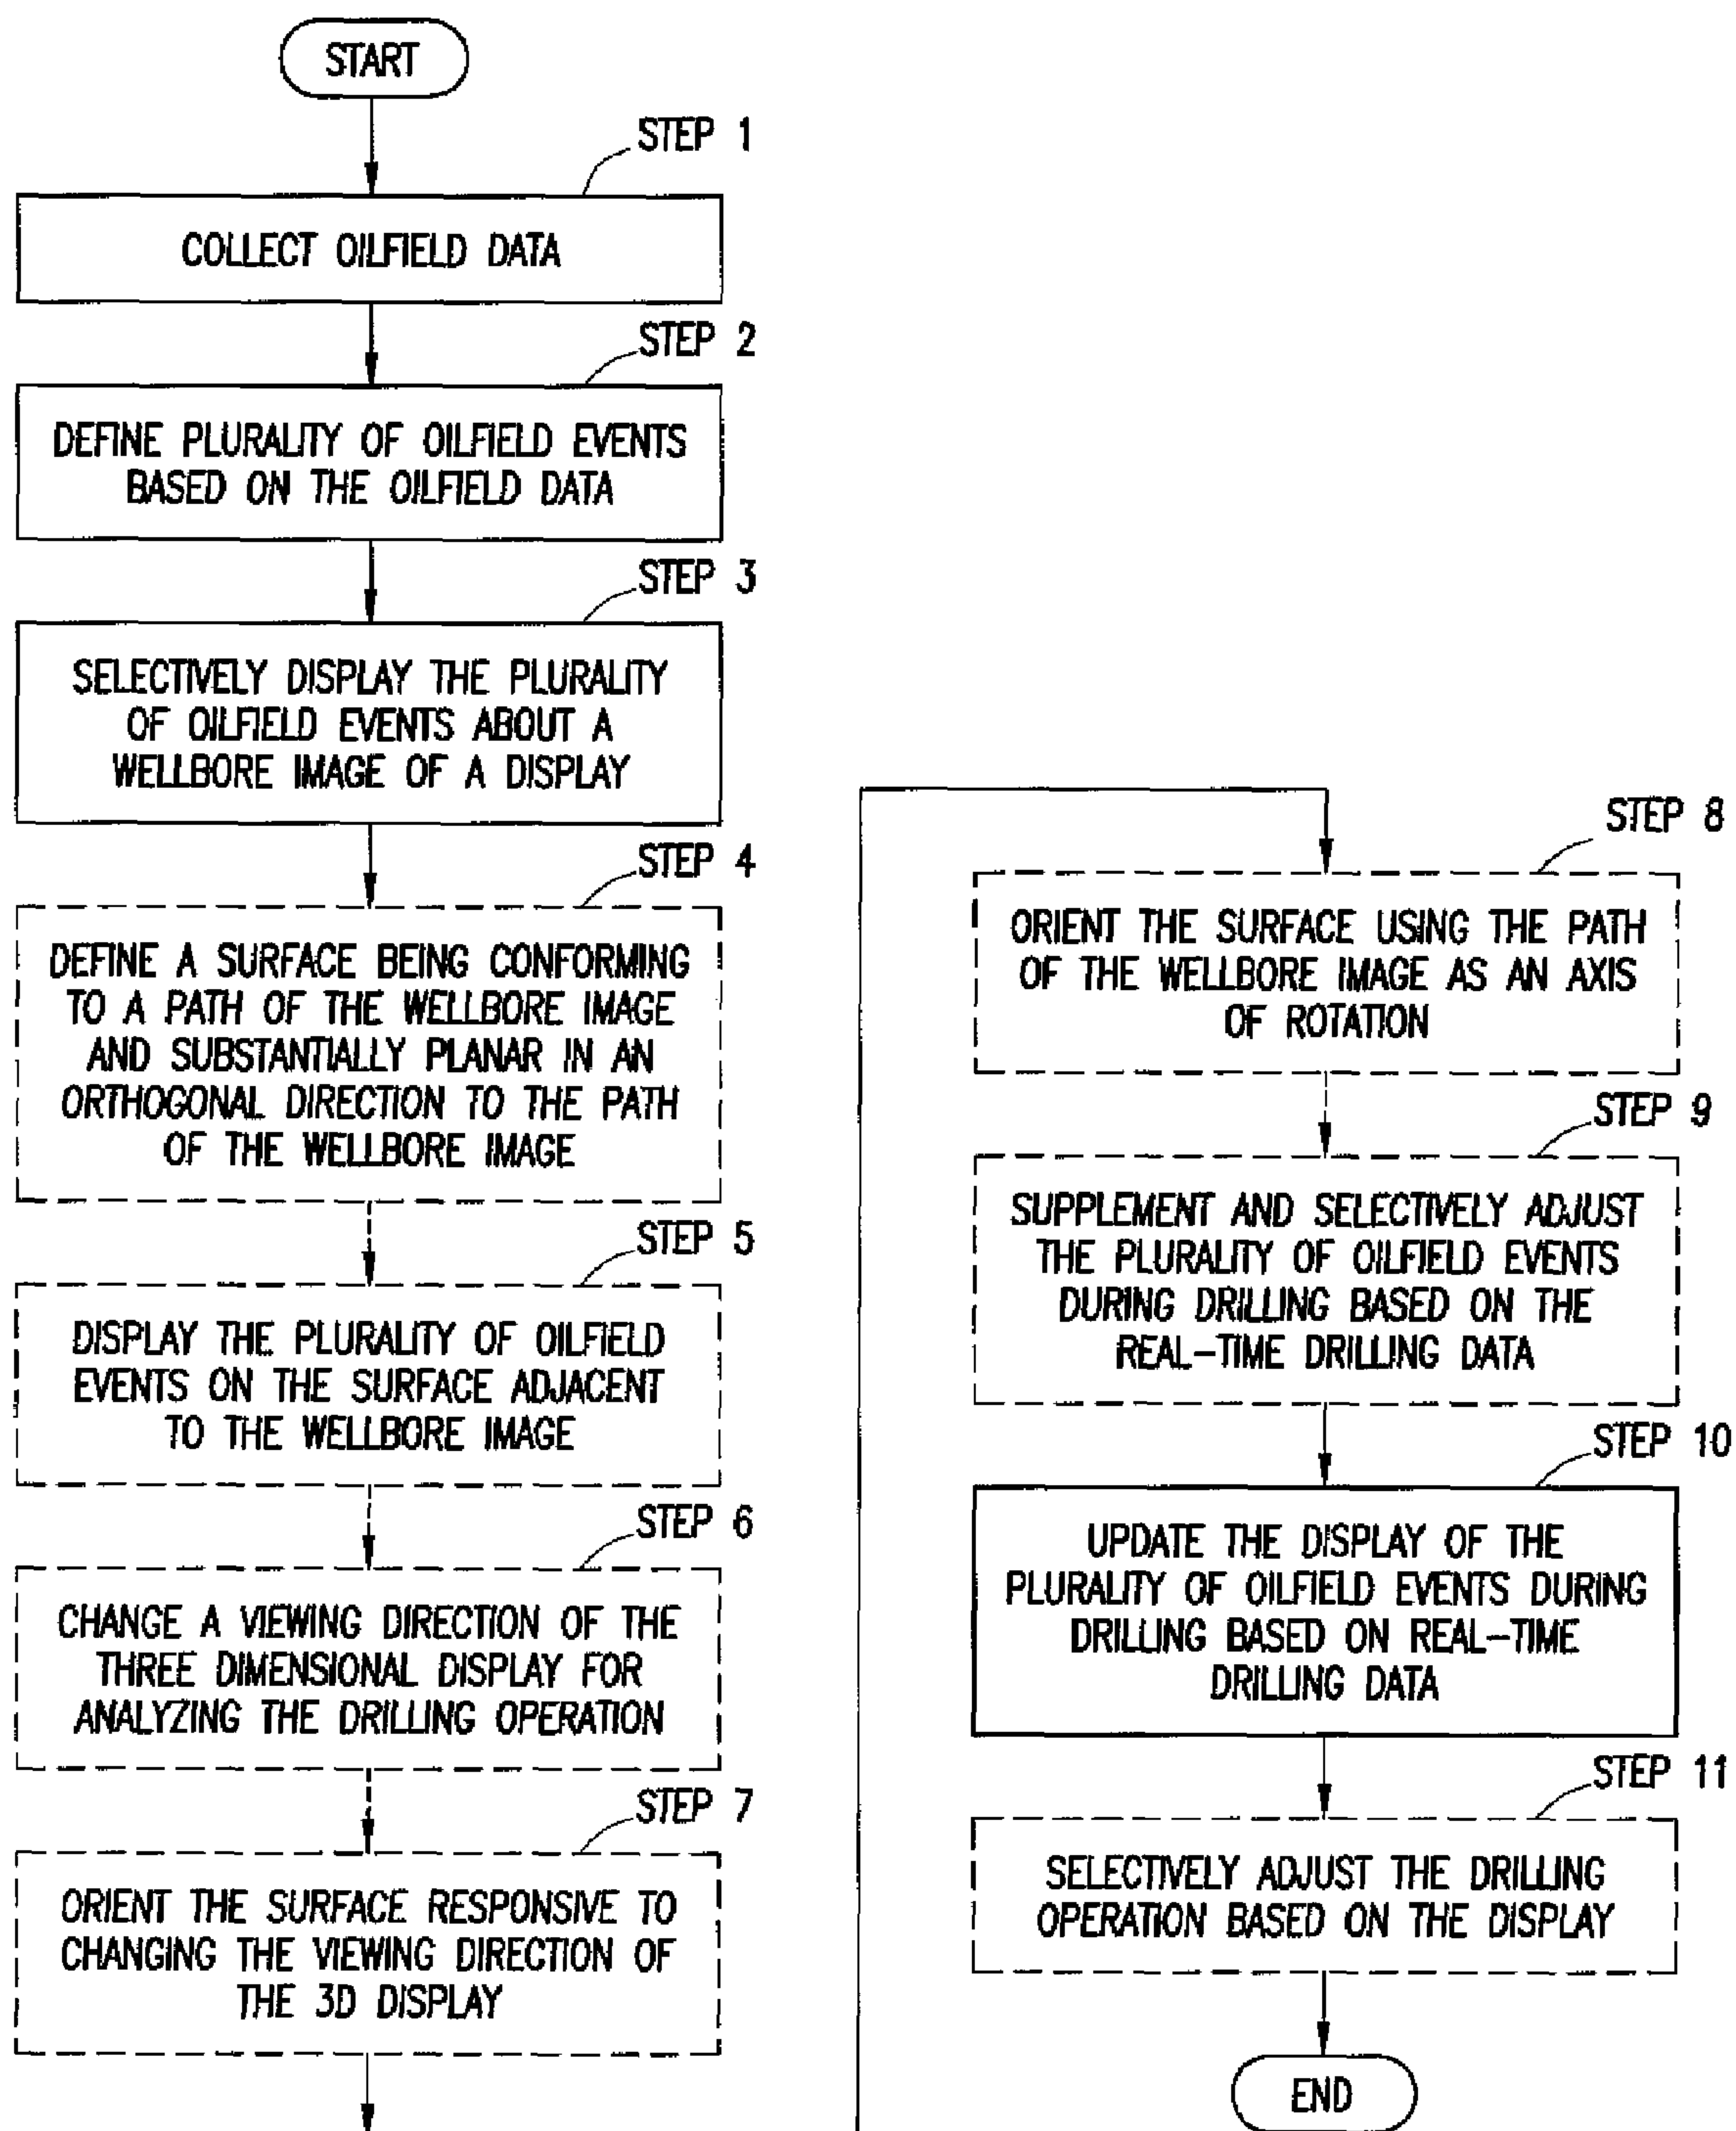 START
STEP 1
COLLECT OILFIELD DATA
STEP 2
DEFINE PLURALITY OF OILFIELD EVENTS
BASED ON THE OILFIELD DATA
STEP 3
SELECTIVELY DISPLAY THE PLURALITY
OF OILFIELD EVENTS ABOUT A
WELLBORE IMAGE OF A DISPLAY
STEP 4
DEFINE A SURFACE BEING CONFORMING
TO A PATH OF THE WELLBORE IMAGE
AND SUBSTANTIALLY PLANAR IN AN
ORTHOGONAL DIRECTION TO THE PATH
OF THE WELLBORE IMAGE
STEP 5
DISPLAY THE PLURALITY OF OILFIELD
EVENTS ON THE SURFACE ADJACENT
TO THE WELLBORE IMAGE
STEP 6
CHANGE A VIEWING DIRECTION OF THE
THREE DIMENSIONAL DISPLAY FOR
ANALYZING THE DRILLING OPERATION
STEP 7
ORIENT THE SURFACE RESPONSIVE TO
CHANGING THE VIEWING DIRECTION OF
THE 3D DISPLAY
STEP 8
ORIENT THE SURFACE USING THE PATH
OF THE WELLBORE IMAGE AS AN AXIS
OF ROTATION
STEP 9
SUPPLEMENT AND SELECTIVELY ADJUST
THE PLURALITY OF OILFIELD EVENTS
DURING DRILLING BASED ON THE
REAL-TIME DRILLING DATA
STEP 10
UPDATE THE DISPLAY OF THE
PLURALITY OF OILFIELD EVENTS DURING
DRILLING BASED ON REAL-TIME
DRILLING DATA
STEP 11
SELECTIVELY ADJUST THE DRILLING
OPERATION BASED ON THE DISPLAY
END